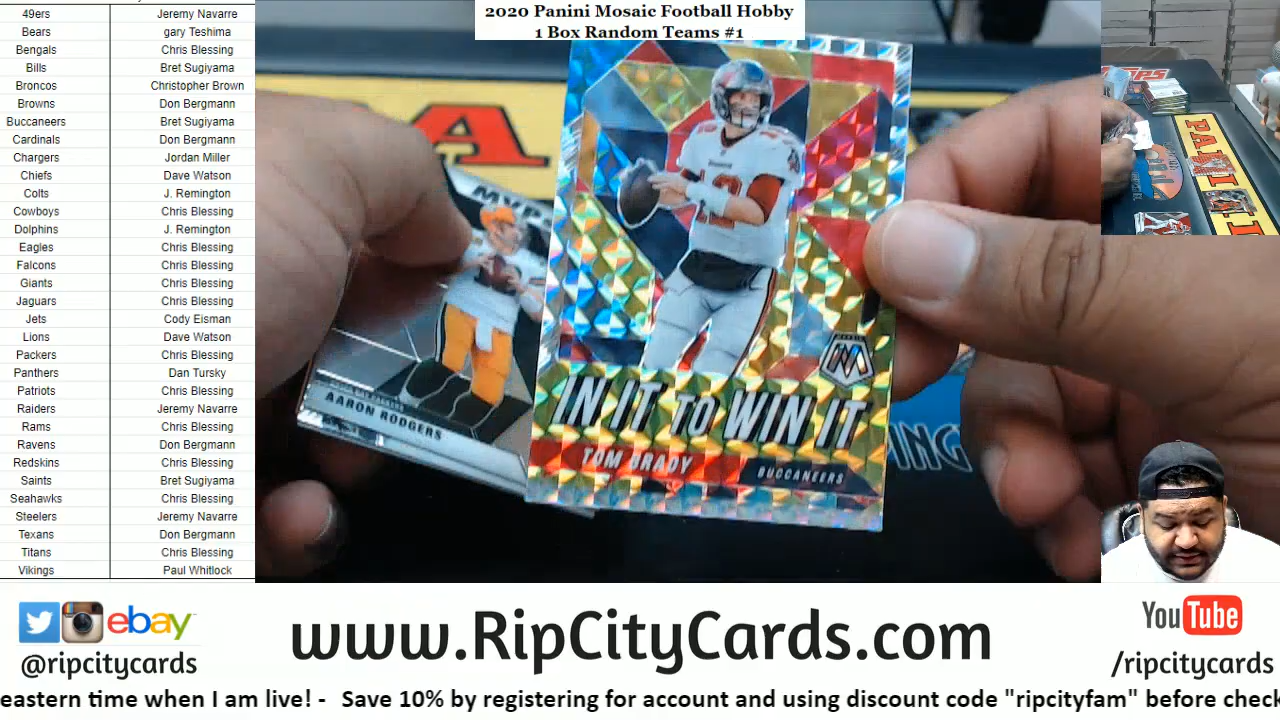 2020 Panini Mosaic Football Hobby
1 Box Random Teams #1
49ers Jeremy Navarre
Bears gary Teshima
Bengals Chris Blessing
Bills Bret Sugiyama
Broncos Christopher Brown
Browns Don Bergmann
Buccaneers Bret Sugiyama
Cardinals Don Bergmann
Chargers Jordan Miller
Chiefs Dave Watson
Colts J. Remington
Cowboys Chris Blessing
Dolphins J. Remington
Eagles Chris Blessing
Falcons Chris Blessing
Giants Chris Blessing
Jaguars Chris Blessing
Jets Cody Eisman
Lions Dave Watson
Packers Chris Blessing
Panthers Dan Tursky
Patriots Chris Blessing
Raiders Jeremy Navarre
Rams Chris Blessing
Ravens Don Bergmann
Redskins Chris Blessing
Saints Bret Sugiyama
Seahawks Chris Blessing
Steelers Jeremy Navarre
Texans Don Bergmann
Titans Chris Blessing
Vikings Paul Whitlock
AARON RODGERS
12
IN IT TO WIN IT
TOM BRADY
BUCCANEERS
ebay
@ripcitycards
www.RipCityCards.com
YouTube
/ripcitycards
eastern time when I am live! - Save 10% by registering for account and using discount code "ripcityfam" before check